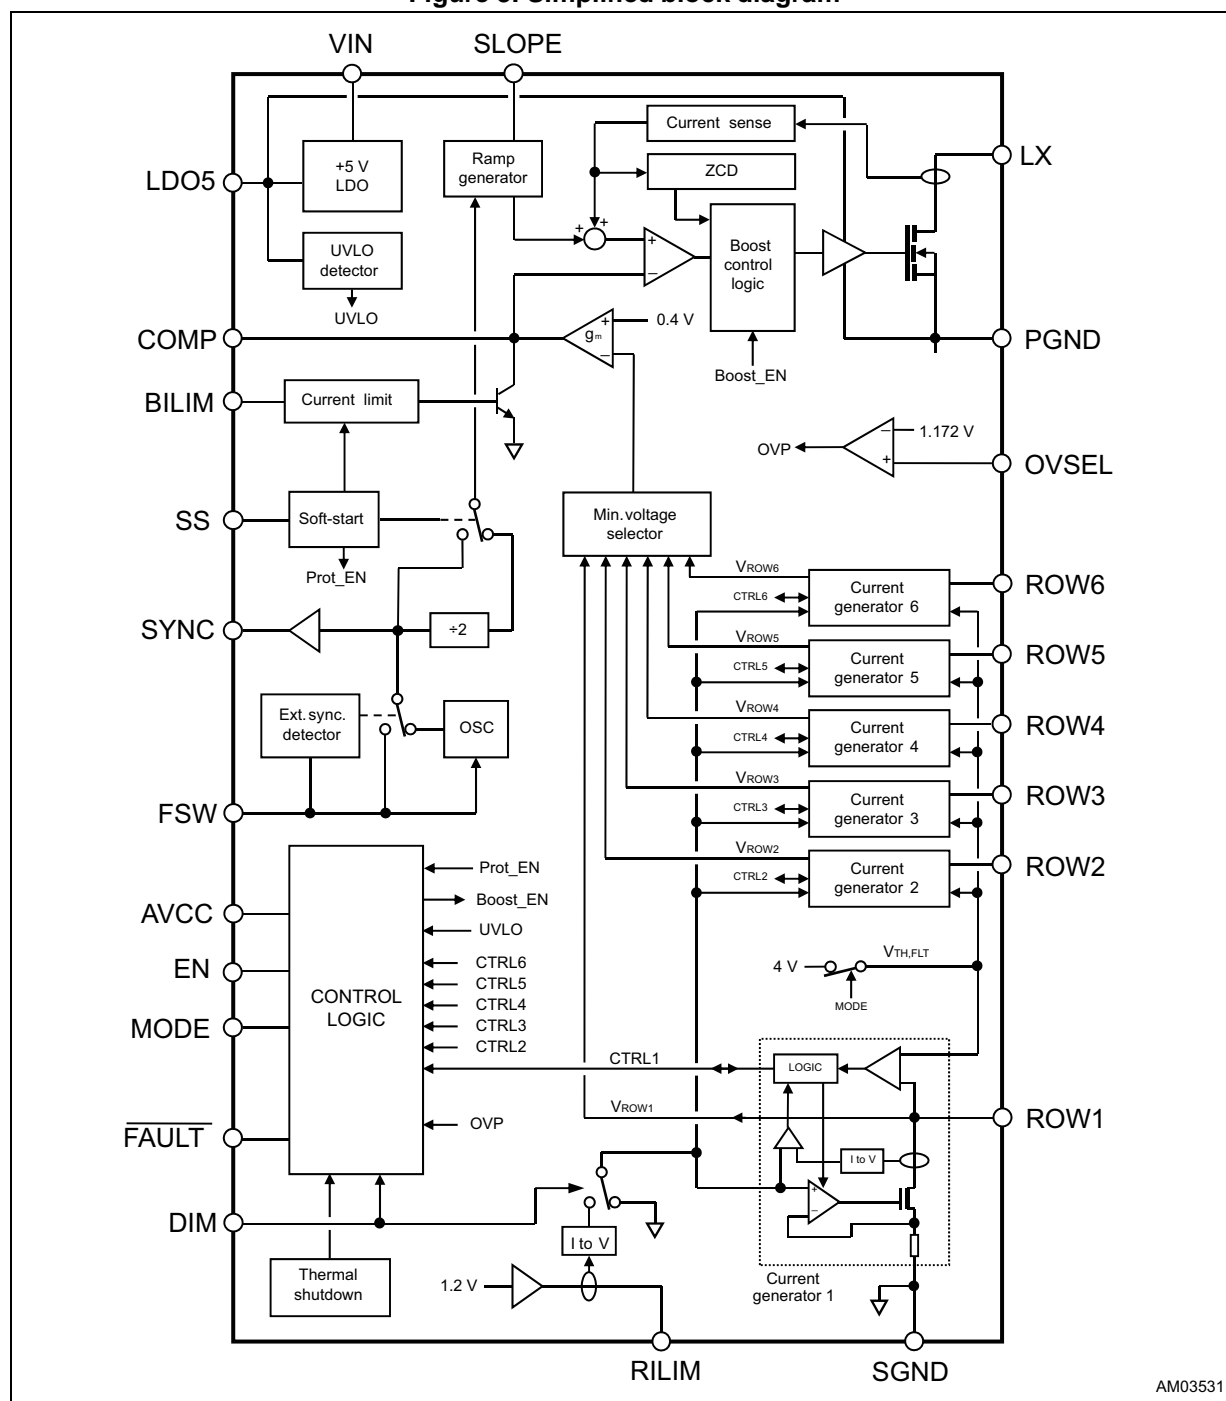 Figure 3. Simplified block diagram
VIN
SLOPE
LDO5
+5 V
LDO
Ramp
generator
Current sense
ZCD
LX
UVLO
detector
UVLO
+
+
+
–
Boost
control
logic
COMP
gm
+
–
0.4 V
Boost_EN
PGND
BILIM
Current limit
OVP
–
+
1.172 V
OVSEL
SS
Soft-start
Prot_EN
Min. voltage
selector
SYNC
÷2
VROW6
CTRL6
Current
generator 6
ROW6
VROW5
CTRL5
Current
generator 5
ROW5
Ext. sync.
detector
OSC
VROW4
CTRL4
Current
generator 4
ROW4
FSW
VROW3
CTRL3
Current
generator 3
ROW3
VROW2
CTRL2
Current
generator 2
ROW2
AVCC
EN
MODE
FAULT
DIM
CONTROL
LOGIC
Prot_EN
Boost_EN
UVLO
CTRL6
CTRL5
CTRL4
CTRL3
CTRL2
CTRL1
OVP
4 V
VTH,FLT
MODE
LOGIC
VROW1
ROW1
I to V
+
–
I to V
Thermal
shutdown
1.2 V
Current
generator 1
RILIM
SGND
AM03531